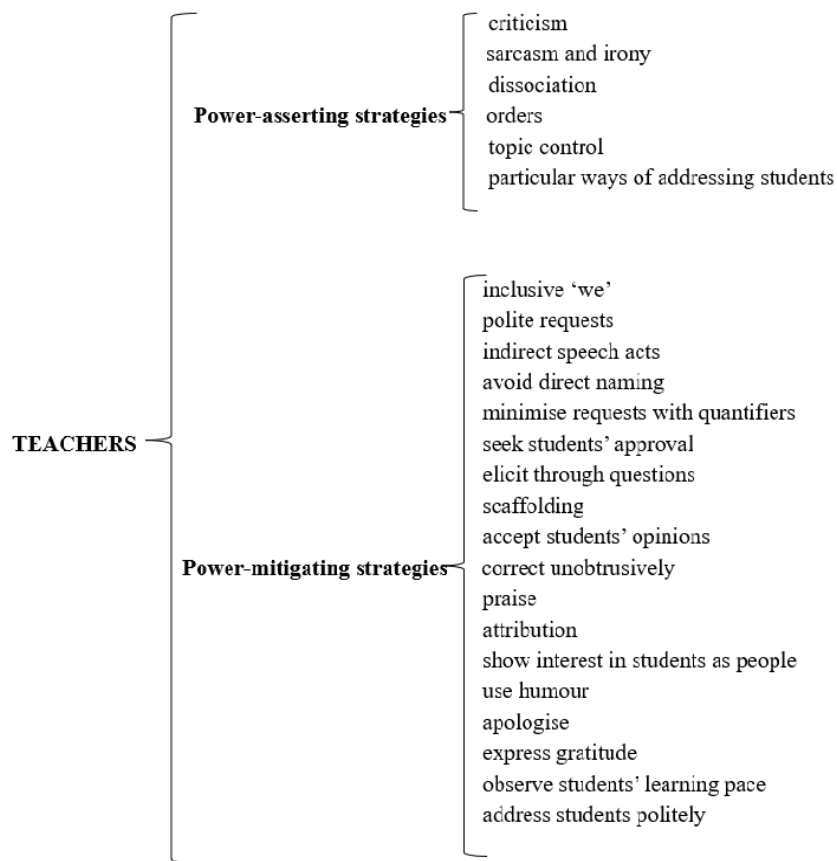 TEACHERS
Power-asserting strategies
criticism
sarcasm and irony
dissociation
orders
topic control
particular ways of addressing students
Power-mitigating strategies
inclusive ‘we’
polite requests
indirect speech acts
avoid direct naming
minimise requests with quantifiers
seek students’ approval
elicit through questions
scaffolding
accept students’ opinions
correct unobtrusively
praise
attribution
show interest in students as people
use humour
apologise
express gratitude
observe students’ learning pace
address students politely